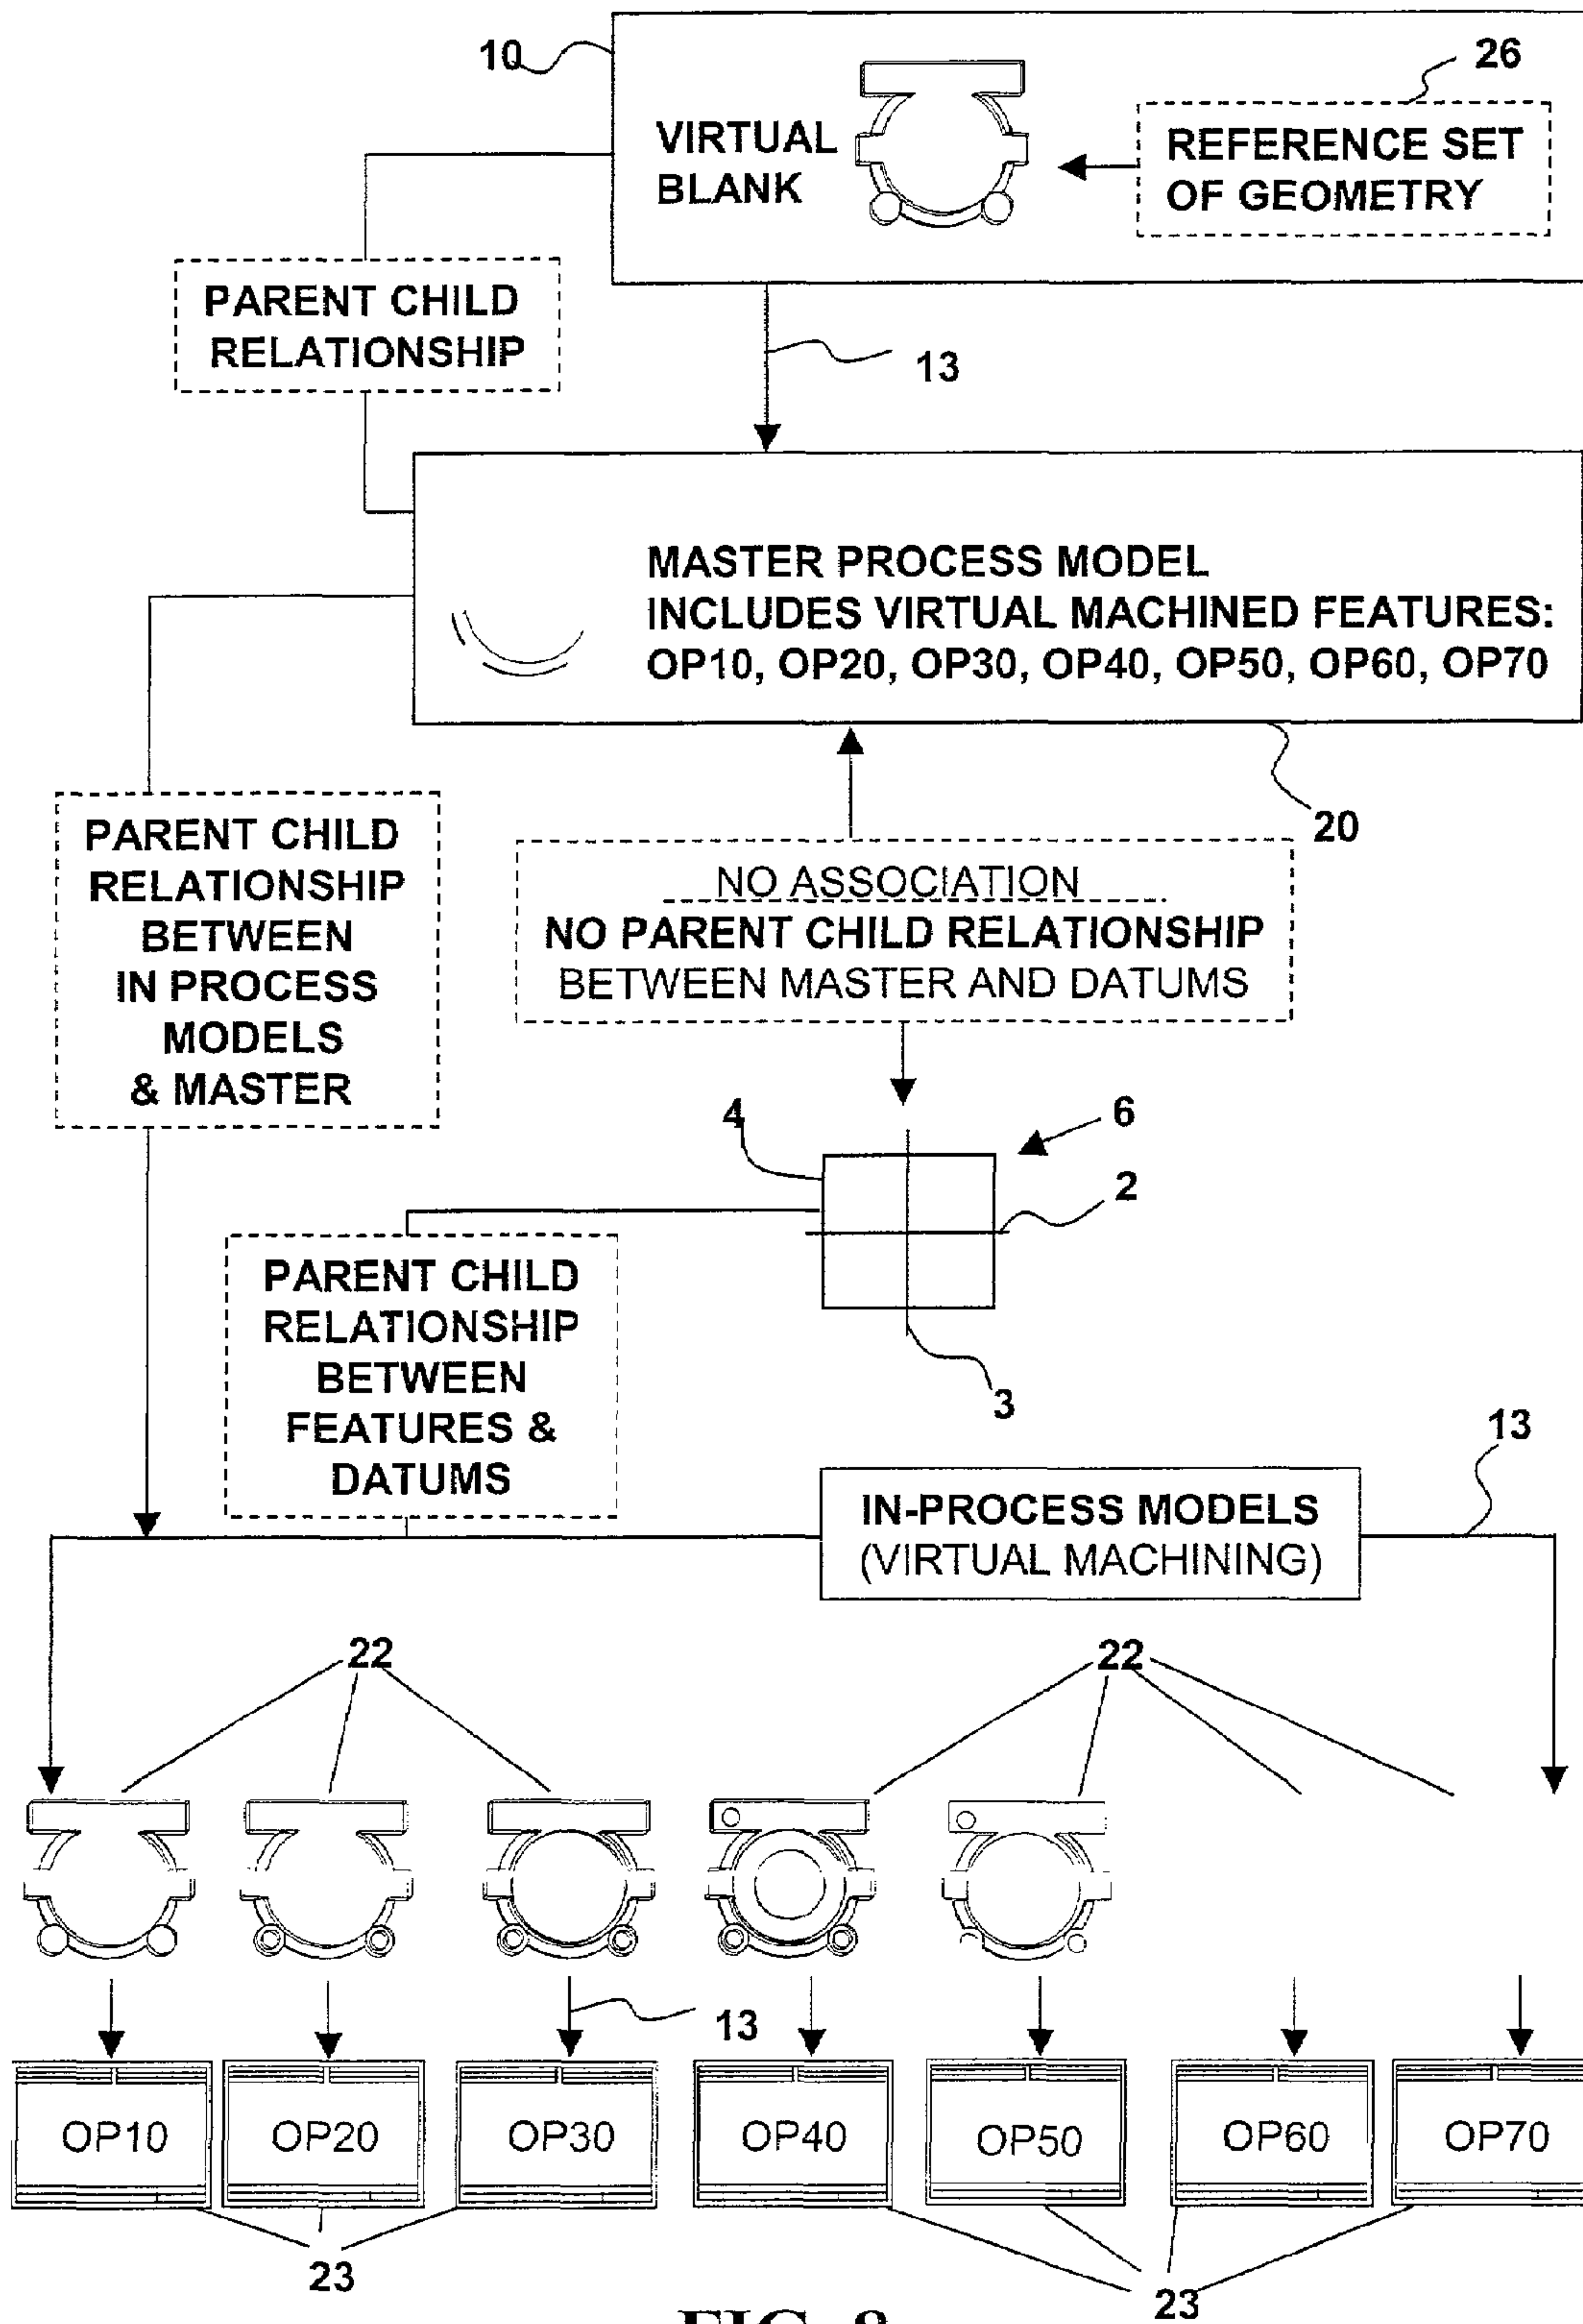 10
26
VIRTUAL
BLANK
REFERENCE SET
OF GEOMETRY
PARENT CHILD
RELATIONSHIP
13
MASTER PROCESS MODEL
INCLUDES VIRTUAL MACHINED FEATURES:
OP10, OP20, OP30, OP40, OP50, OP60, OP70
20
PARENT CHILD
RELATIONSHIP
BETWEEN
IN PROCESS
MODELS
& MASTER
NO ASSOCIATION
NO PARENT CHILD RELATIONSHIP
BETWEEN MASTER AND DATUMS
4
6
2
3
PARENT CHILD
RELATIONSHIP
BETWEEN
FEATURES &
DATUMS
13
IN-PROCESS MODELS
(VIRTUAL MACHINING)
22
22
13
OP10
OP20
OP30
OP40
OP50
OP60
OP70
23
23
FIG. 8